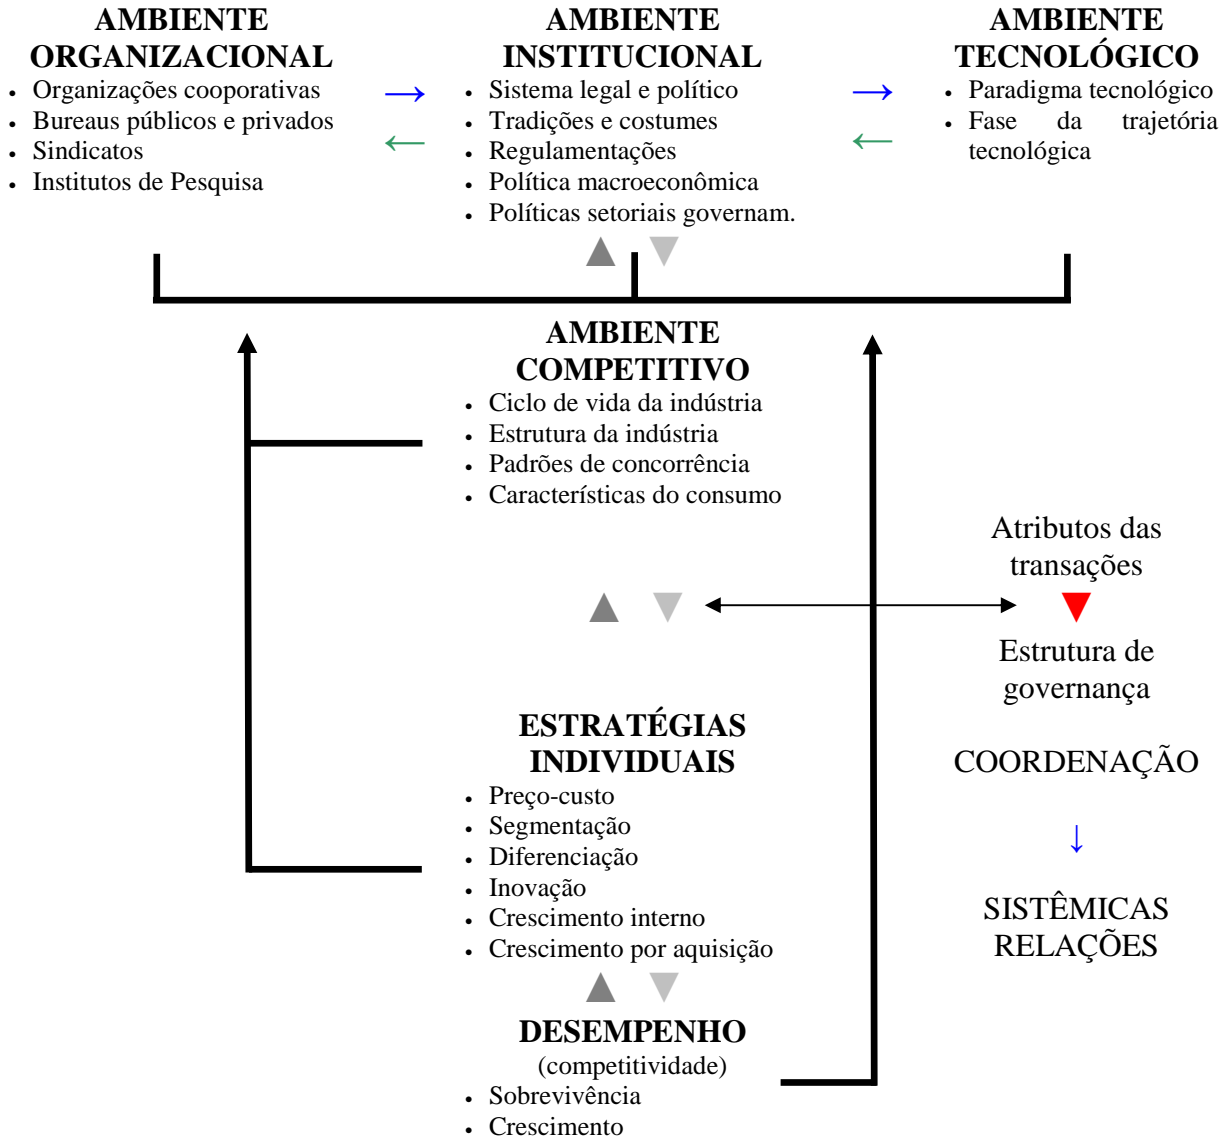 AMBIENTE
ORGANIZACIONAL
• Organizações cooporativas
• Bureaus públicos e privados
• Sindicatos
• Institutos de Pesquisa
AMBIENTE
INSTITUCIONAL
• Sistema legal e político
• Tradições e costumes
• Regulamentações
• Política macroeconômica
• Políticas setoriais governam.
AMBIENTE
TECNOLÓGICO
• Paradigma tecnológico
• Fase da trajetória
tecnológica
AMBIENTE
COMPETITIVO
• Ciclo de vida da indústria
• Estrutura da indústria
• Padrões de concorrência
• Características do consumo
Atributos das
transações
Estrutura de
governança
COORDENAÇÃO
SISTÊMICAS
RELAÇÕES
ESTRATÉGIAS
INDIVIDUAIS
• Preço-custo
• Segmentação
• Diferenciação
• Inovação
• Crescimento interno
• Crescimento por aquisição
DESEMPENHO
(competitividade)
• Sobrevivência
• Crescimento